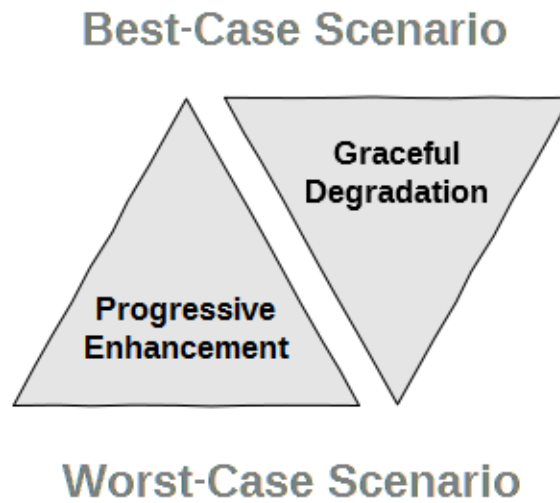 Best-Case Scenario
Graceful
Degradation
Progressive
Enhancement
Worst-Case Scenario